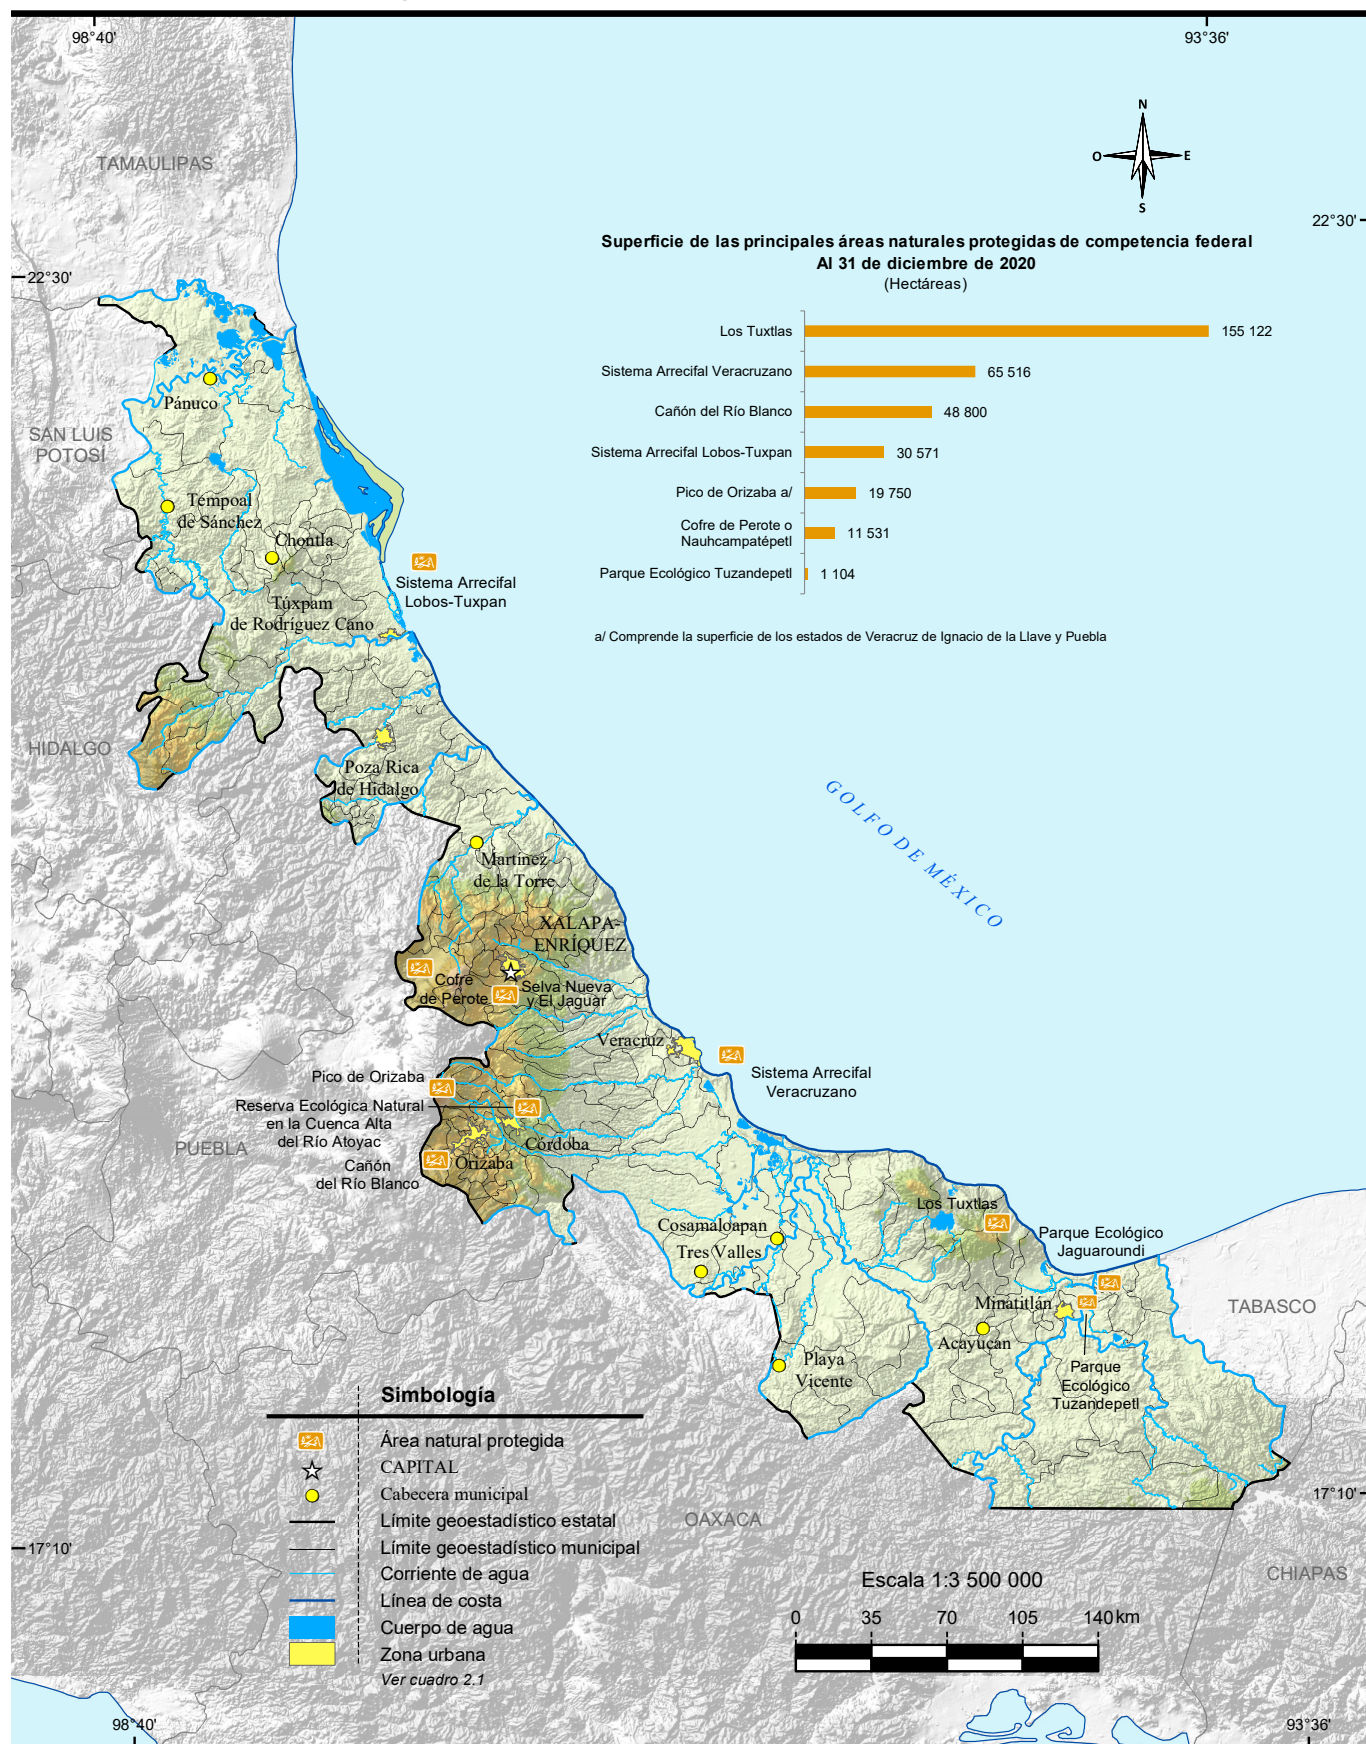 98°40'
93°36'
TAMAULIPAS
N
O
E
S
22°30'
Superficie de las principales áreas naturales protegidas de competencia federal
Al 31 de diciembre de 2020
(Hectáreas)
22°30'
Los Tuxtlas
155 122
Sistema Arrecifal Veracruzano
65 516
Cañón del Río Blanco
48 800
Sistema Arrecifal Lobos-Tuxpan
30 571
Pico de Orizaba a/
19 750
Cofre de Perote o
Nauhcampatépetl
11 531
Parque Ecológico Tuzandepetl
1 104
a/ Comprende la superficie de los estados de Veracruz de Ignacio de la Llave y Puebla
Pánuco
SAN LUIS
POTOSÍ
Témpoal
de Sánchez
Chontla
Sistema Arrecifal
Lobos-Tuxpan
Túxpam
de Rodríguez Cano
HIDALGO
Poza Rica
de Hidalgo
GOLFO DE MÉXICO
Martínez
de la Torre
XALAPA-
ENRÍQUEZ
Cofre
de Perote
Selva Nueva
y El Jaguar
Veracruz
Sistema Arrecifal
Veracruzano
Pico de Orizaba
Reserva Ecológica Natural
en la Cuenca Alta
del Río Atoyac
PUEBLA
Córdoba
Cañón
del Río Blanco
Orizaba
Los Tuxtlas
Cosamaloapan
Tres Valles
Parque Ecológico
Jaguaroundi
TABASCO
Minatitlán
Acayucan
Playa
Vicente
Parque
Ecológico
Tuzandepetl
Simbología
Área natural protegida
CAPITAL
Cabecera municipal
Límite geoestadístico estatal
Límite geoestadístico municipal
Corriente de agua
Línea de costa
Cuerpo de agua
Zona urbana
Ver cuadro 2.1
17°10'
OAXACA
17°10'
CHIAPAS
Escala 1:3 500 000
0 35 70 105 140 km
98°40'
93°36'